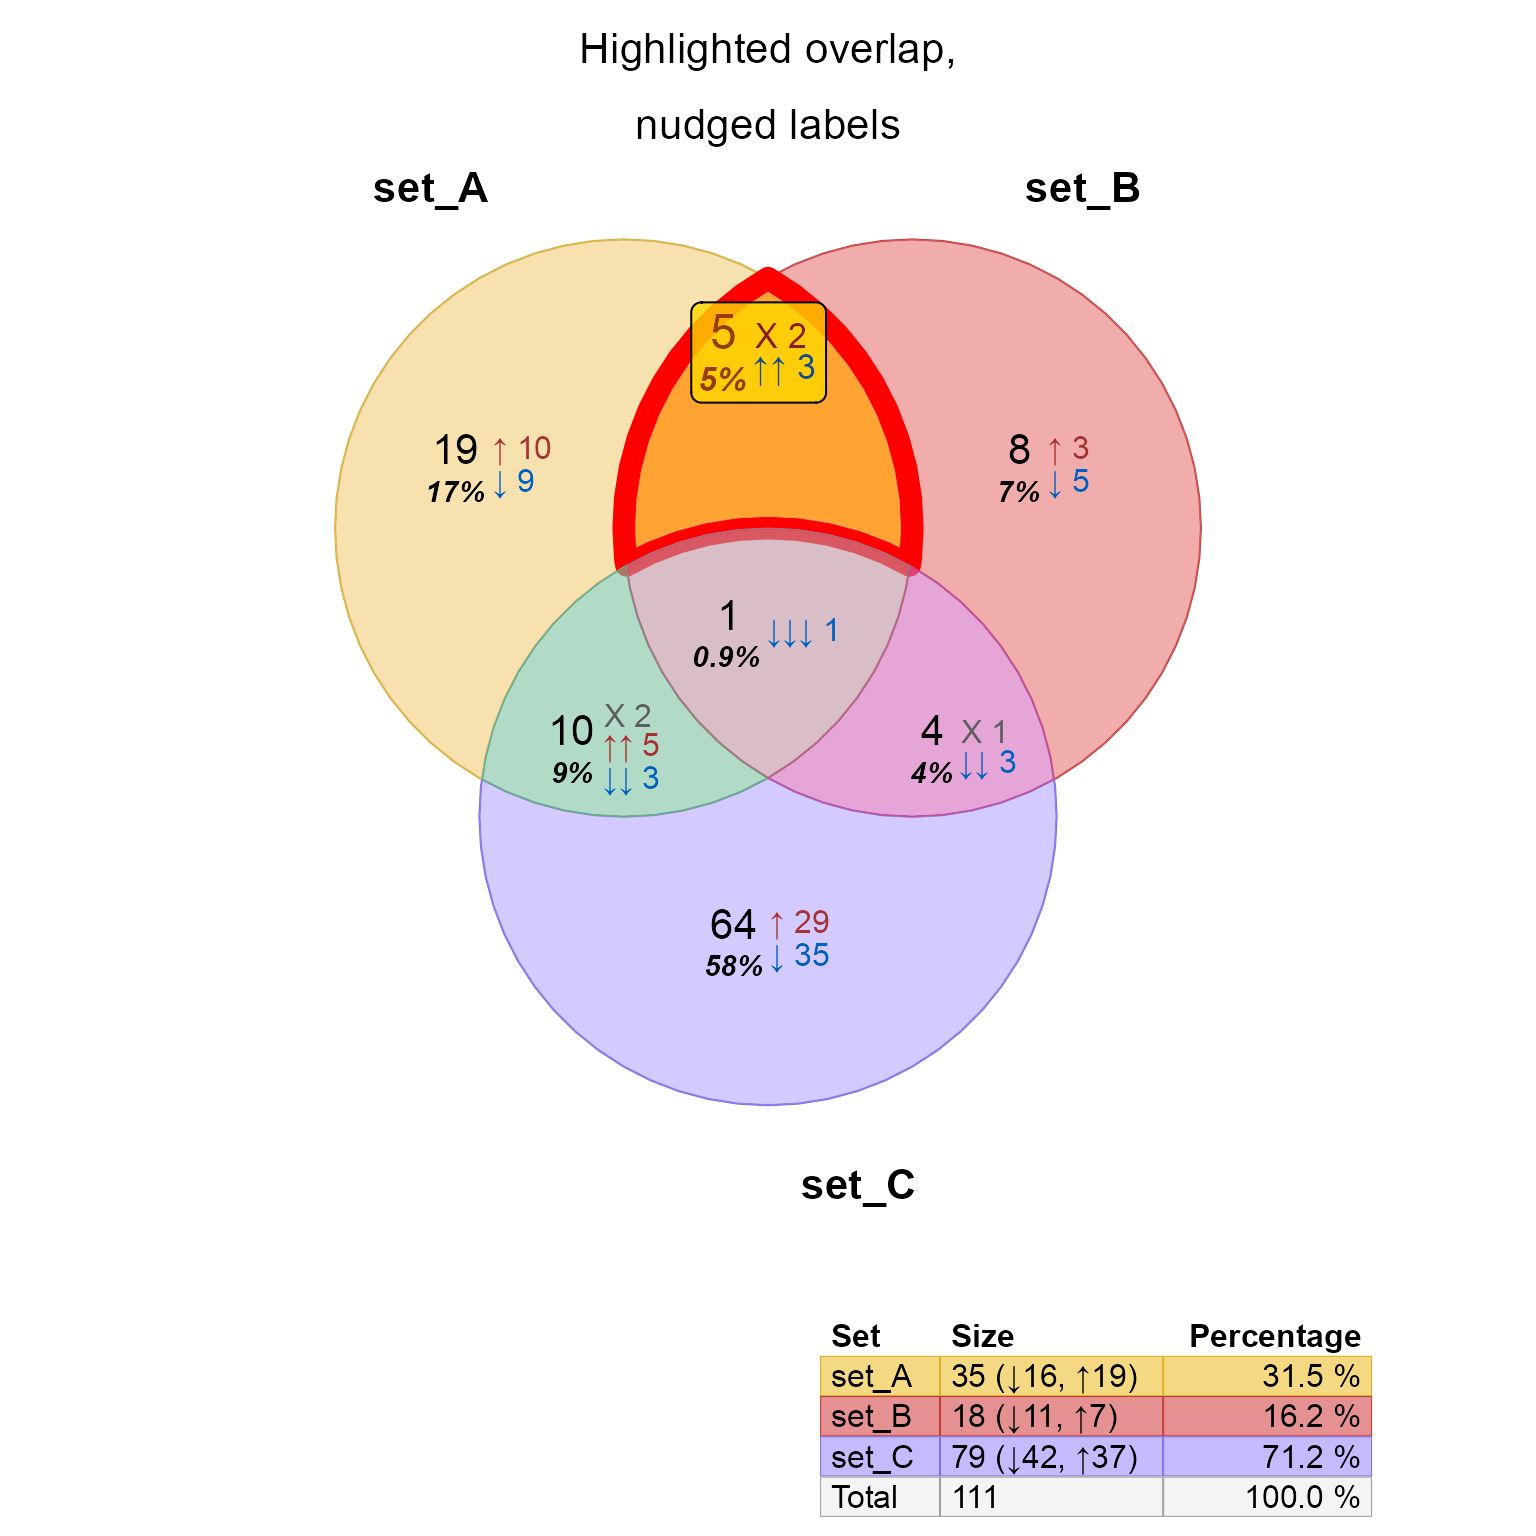 Highlighted overlap,
nudged labels
set_A
set_B
5 X 2
5% ↑↑ 3
19 ↑ 10
17% ↓ 9
8 ↑ 3
7% ↓ 5
1 ↓↓↓ 1
0.9%
10 X 2
↑↑ 5
9% ↓↓ 3
4 X 1
4% ↓↓ 3
64 ↑ 29
58% ↓ 35
set_C
Set Size Percentage
set_A 35 (↓16, ↑19) 31.5 %
set_B 18 (↓11, ↑7) 16.2 %
set_C 79 (↓42, ↑37) 71.2 %
Total 111 100.0 %